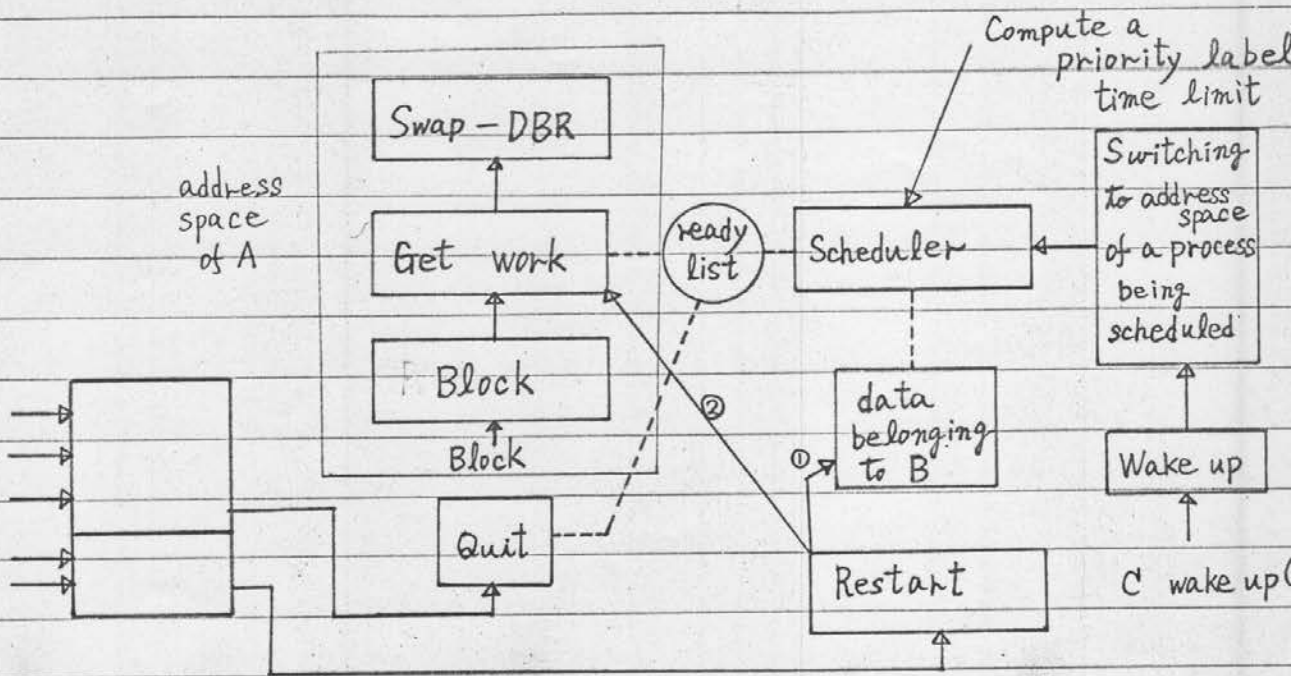 Compute a
priority label
time limit
Swap-DBR
address
space
of A
Get work
ready
list
Scheduler
Switching
to address
space
of a process
being
scheduled
Block
Block
②
①
data
belonging
to B
Wake up
Quit
Restart
C wake up(